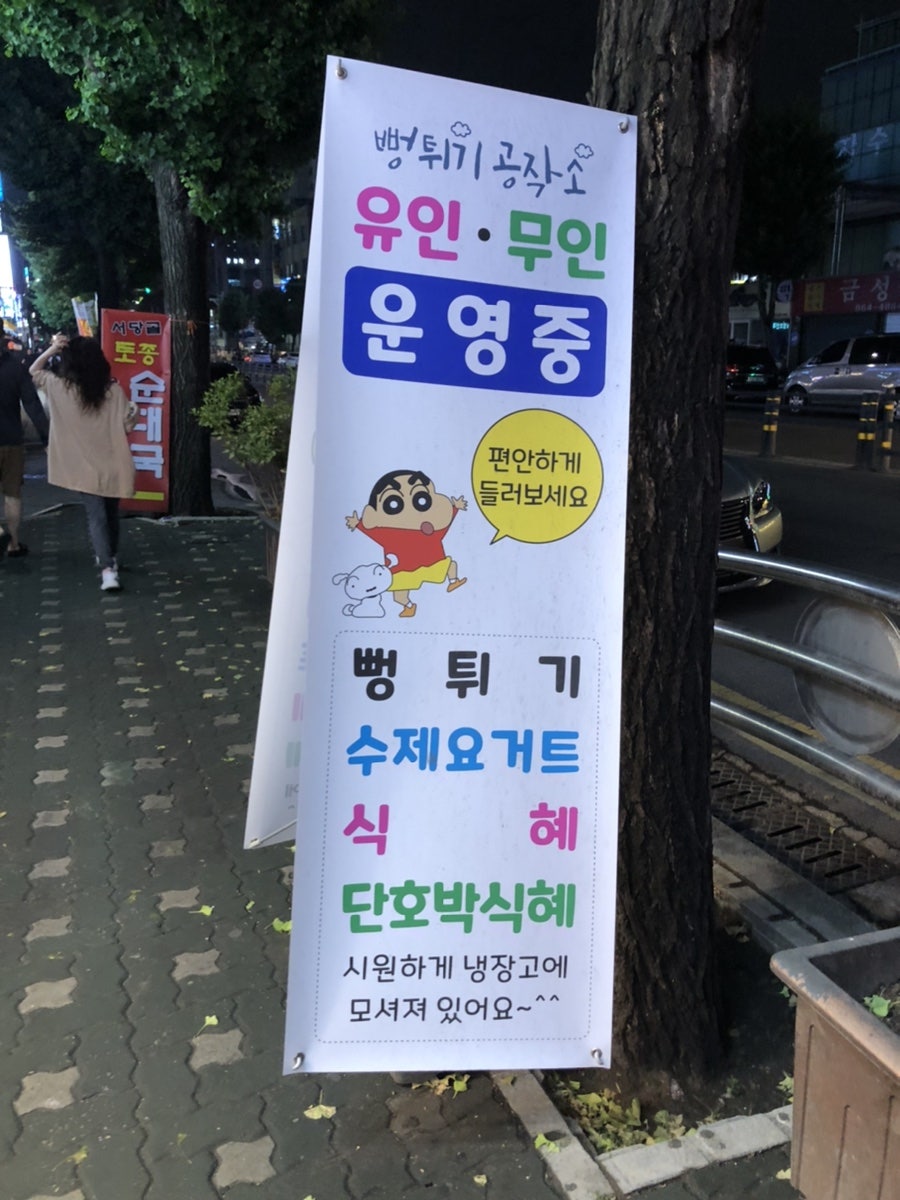 뻥튀기 공작소
유인·무인
운영중
편안하게
들러보세요
뻥튀기
수제요거트
식혜
단호박식혜
시원하게 냉장고에
모셔져 있어요~^^
서당골
토종
순대국
금성